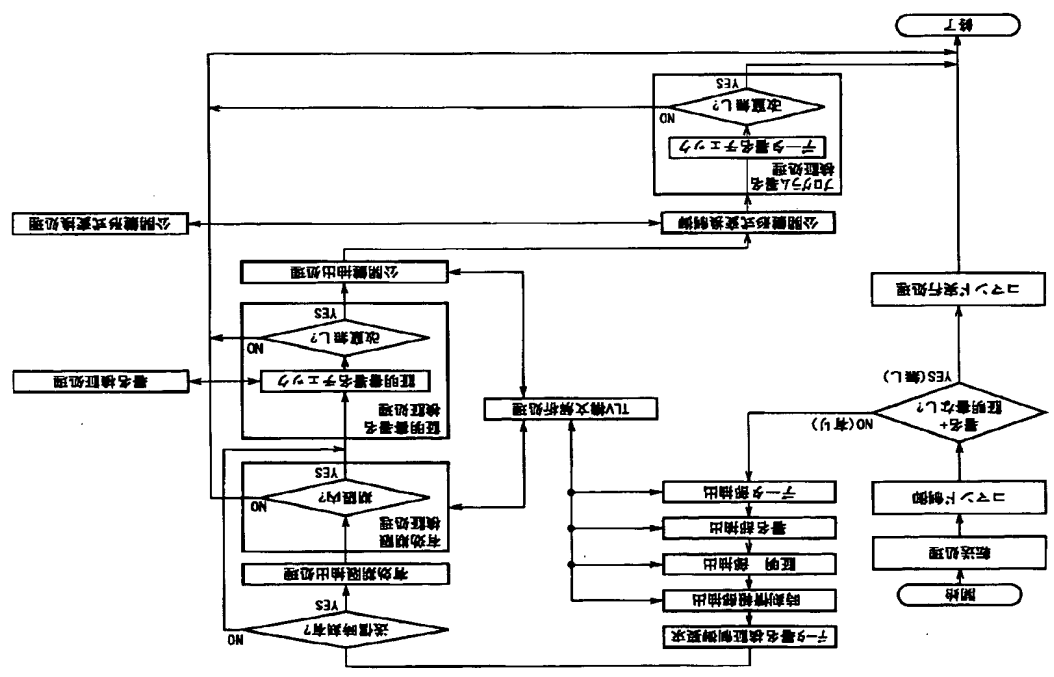 開始
転送処理
コマンド制御
署名+
証明書なし?
NO(有り)
YES(無し)
コマンド実行処理
終了
データ部抽出
署名部抽出
証明 部抽出
時刻情報部抽出
データ署名検証制御要求
TLV構文解析処理
送信時刻有?
NO
YES
有効期限抽出処理
有効期限
検証処理
期限内?
NO
YES
証明書署名
検証処理
証明書署名チェック
改竄無し?
NO
YES
署名検証処理
公開鍵抽出処理
公開鍵形式変換制御
公開鍵形式変換処理
プログラム署名
検証処理
データ署名チェック
改竄無し?
NO
YES